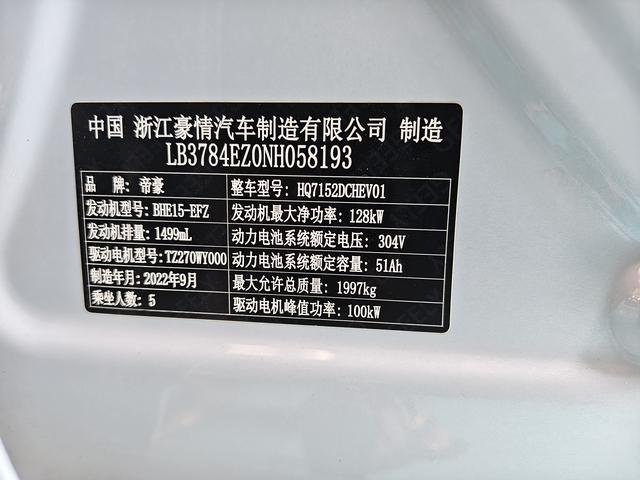 中国 浙江豪情汽车制造有限公司 制造
LB3784EZ0NH058193
品 牌:帝豪 整车型号:HQ7152DCHEV01
发动机型号:BHE15-EFZ 发动机最大净功率:128kW
发动机排量:1499mL 动力电池系统额定电压:304V
驱动电机型号:TZ270WY000 动力电池系统额定容量:51Ah
制造年月:2022年9月 最大允许总质量:1997kg
乘坐人数:5 驱动电机峰值功率:100kW